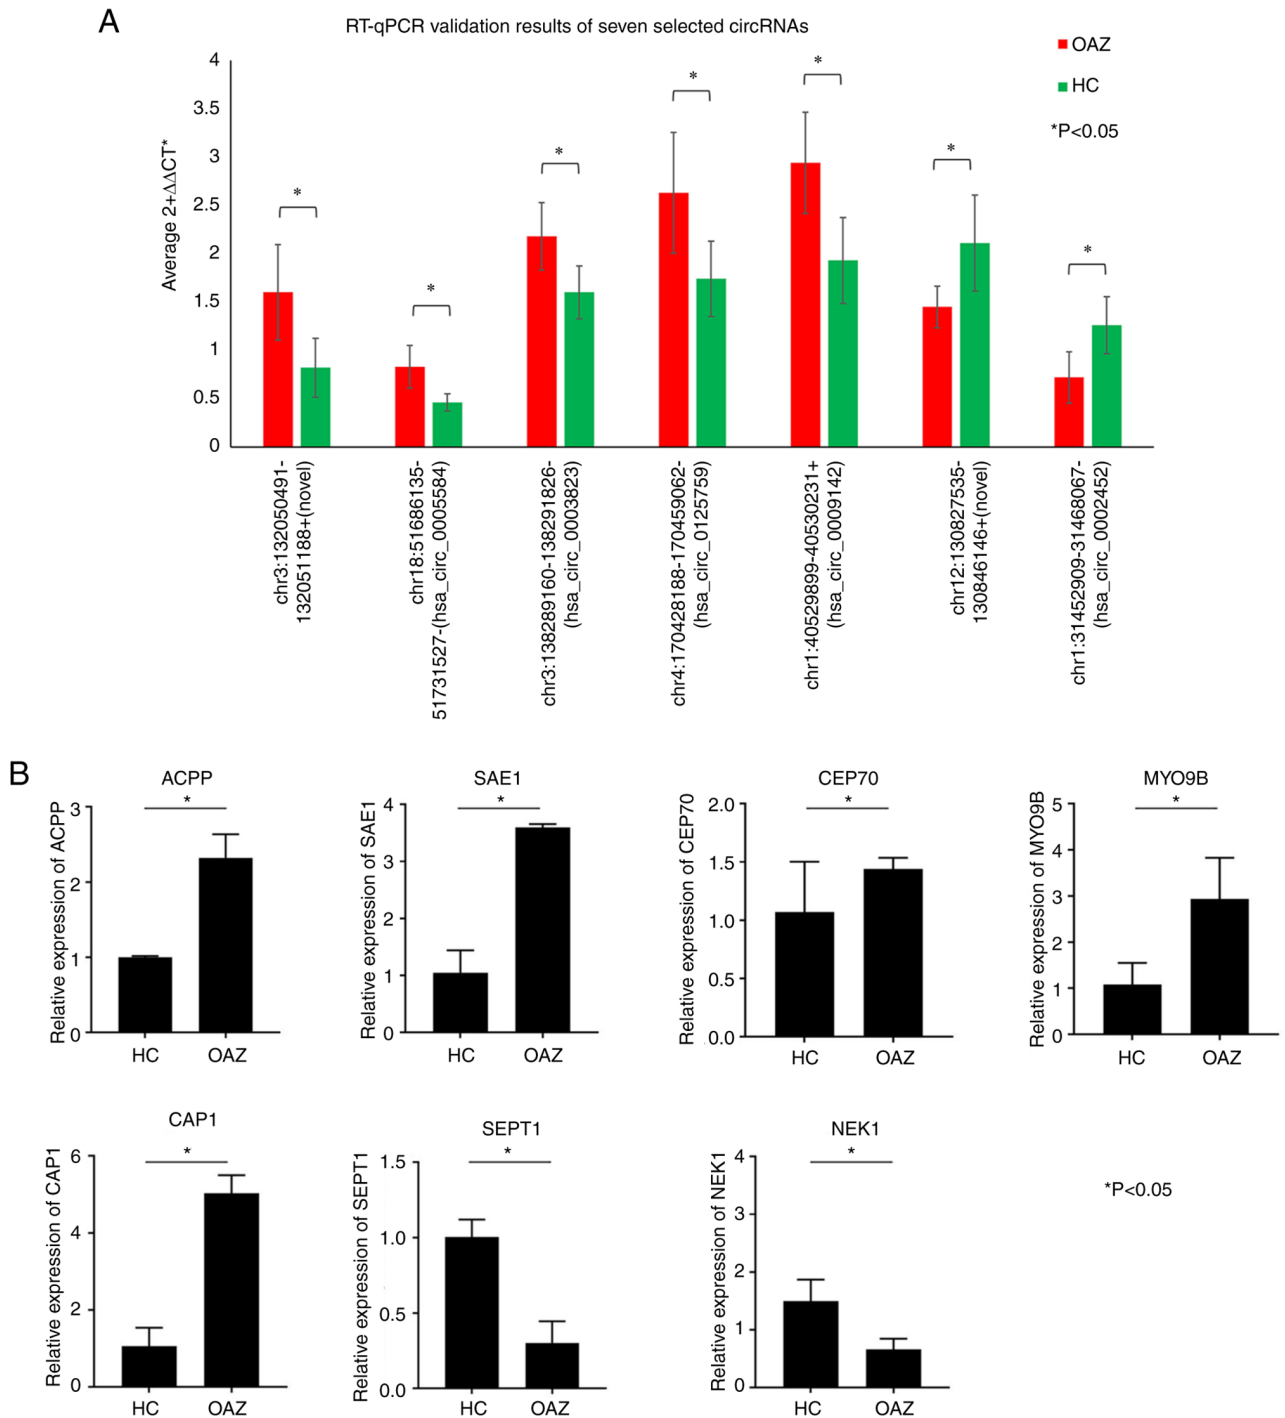 A
RT-qPCR validation results of seven selected circRNAs
OAZ
HC
*P<0.05
Average 2+ΔΔCT*
4
3.5
3
2.5
2
1.5
1
0.5
0
*
*
*
*
*
*
*
chr3:132050491-
132051188+(novel)
chr18:51686135-
51731527-(hsa_circ_0005584)
chr3:138289160-138291826-
(hsa_circ_0003823)
chr4:170428188-170459062-
(hsa_circ_0125759)
chr1:40529899-40530231+
(hsa_circ_0009142)
chr12:130827535-
130846146+(novel)
chr1:31452909-31468067-
(hsa_circ_0002452)
B
ACPP
Relative expression of ACPP
3
2
1
0
*
HC OAZ
SAE1
Relative expression of SAE1
4
3
2
1
0
*
HC OAZ
CEP70
Relative expression of CEP70
2.0
1.5
1.0
0.5
0.0
*
HC OAZ
MYO9B
Relative expression of MYO9B
5
4
3
2
1
0
*
HC OAZ
CAP1
Relative expression of CAP1
6
4
2
0
*
HC OAZ
SEPT1
Relative expression of SEPT1
1.5
1.0
0.5
0.0
*
HC OAZ
NEK1
Relative expression of NEK1
4
3
2
1
0
*
HC OAZ
*P<0.05